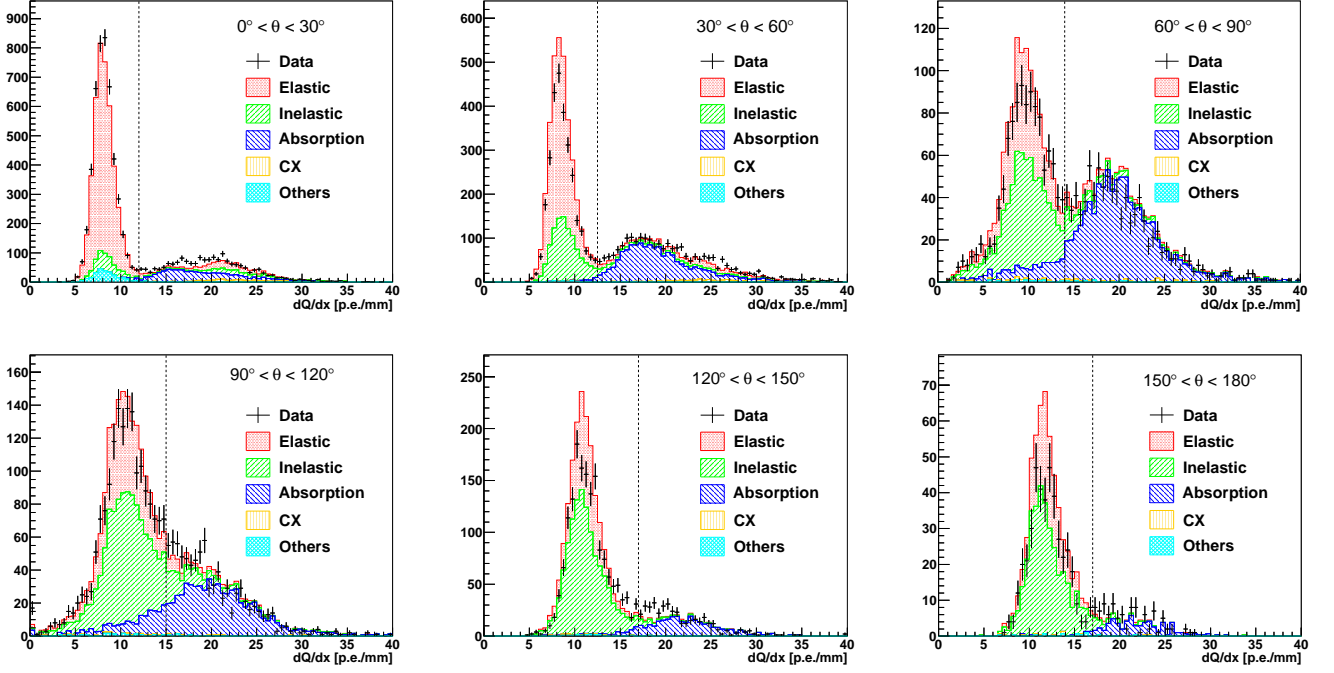 0° < θ < 30°
Data
Elastic
Inelastic
Absorption
CX
Others
900
800
700
600
500
400
300
200
100
0
0 5 10 15 20 25 30 35 40
dQ/dx [p.e./mm]
30° < θ < 60°
Data
Elastic
Inelastic
Absorption
CX
Others
600
500
400
300
200
100
0
0 5 10 15 20 25 30 35 40
dQ/dx [p.e./mm]
60° < θ < 90°
Data
Elastic
Inelastic
Absorption
CX
Others
120
100
80
60
40
20
0
0 5 10 15 20 25 30 35 40
dQ/dx [p.e./mm]
90° < θ < 120°
Data
Elastic
Inelastic
Absorption
CX
Others
160
140
120
100
80
60
40
20
0
0 5 10 15 20 25 30 35 40
dQ/dx [p.e./mm]
120° < θ < 150°
Data
Elastic
Inelastic
Absorption
CX
Others
250
200
150
100
50
0
0 5 10 15 20 25 30 35 40
dQ/dx [p.e./mm]
150° < θ < 180°
Data
Elastic
Inelastic
Absorption
CX
Others
70
60
50
40
30
20
10
0
0 5 10 15 20 25 30 35 40
dQ/dx [p.e./mm]